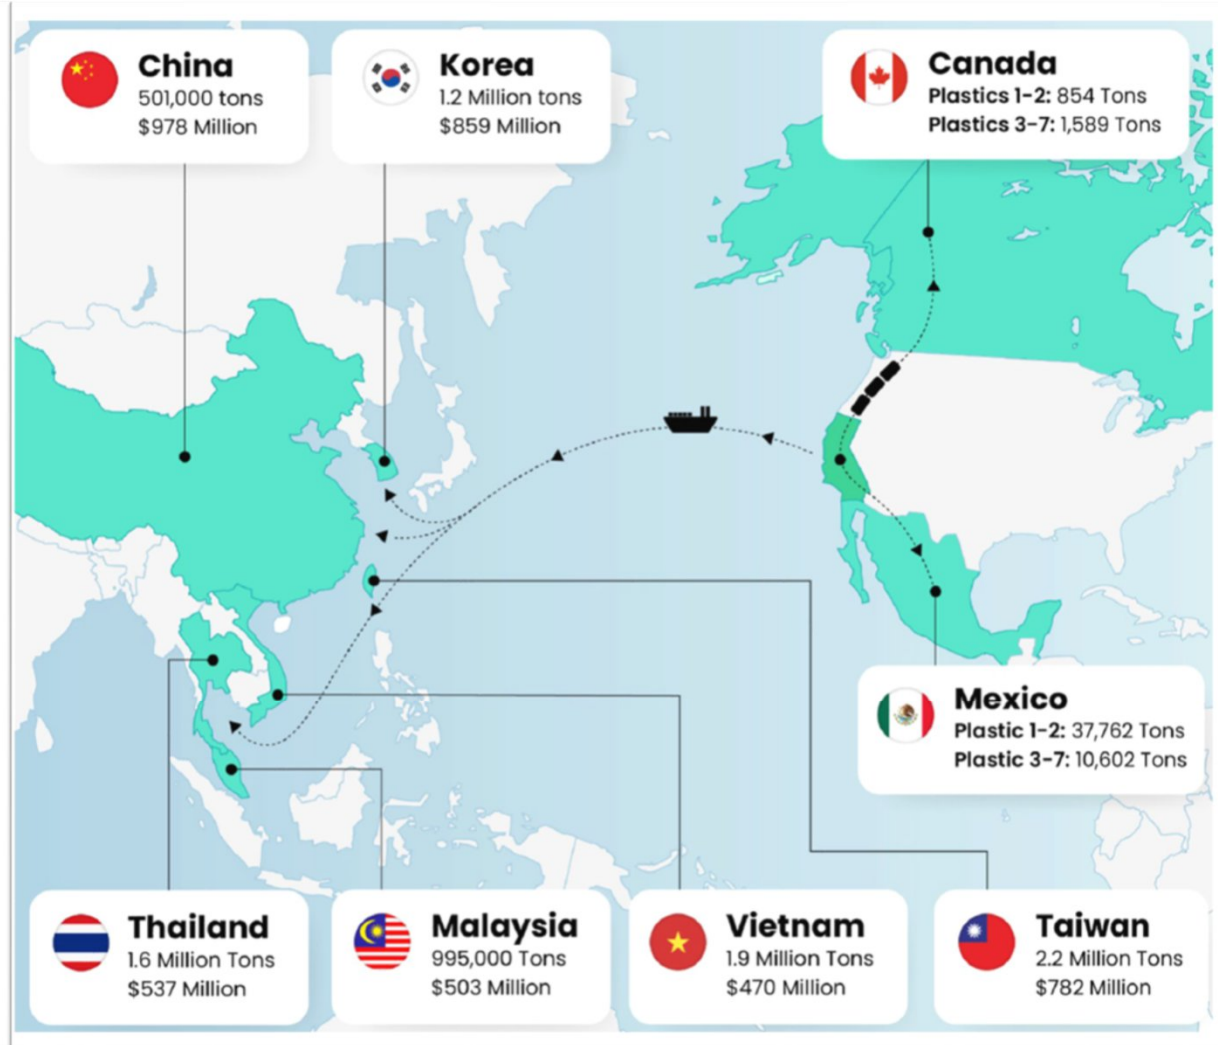 China
501,000 tons
$978 Million
Korea
1.2 Million tons
$859 Million
Canada
Plastics 1-2: 854 Tons
Plastics 3-7: 1,589 Tons
Mexico
Plastic 1-2: 37,762 Tons
Plastic 3-7: 10,602 Tons
Thailand
1.6 Million Tons
$537 Million
Malaysia
995,000 Tons
$503 Million
Vietnam
1.9 Million Tons
$470 Million
Taiwan
2.2 Million Tons
$782 Million